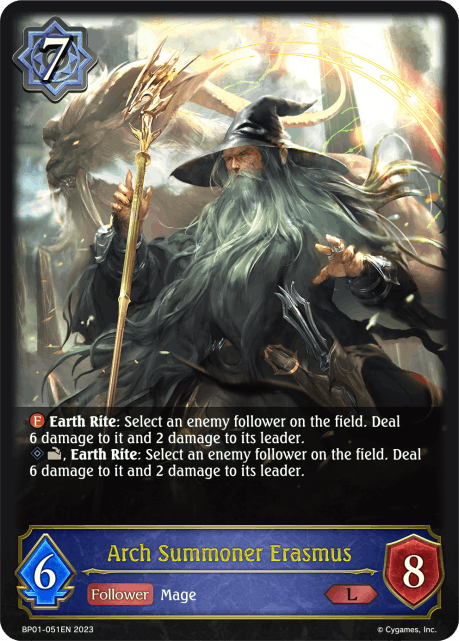 7
F Earth Rite: Select an enemy follower on the field. Deal
6 damage to it and 2 damage to its leader.
, Earth Rite: Select an enemy follower on the field. Deal
6 damage to it and 2 damage to its leader.
Arch Summoner Erasmus
6
Follower Mage
L
8
BP01-051EN 2023
© Cygames, Inc.